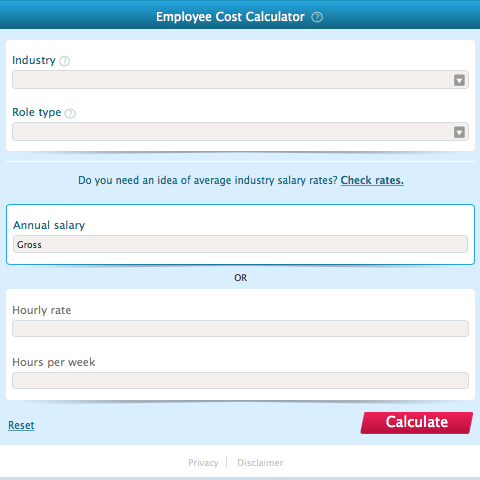 Employee Cost Calculator ?
Industry ?
Role type ?
Do you need an idea of average industry salary rates? Check rates.
Annual salary
Gross
OR
Hourly rate
Hours per week
Reset
Calculate
Privacy | Disclaimer